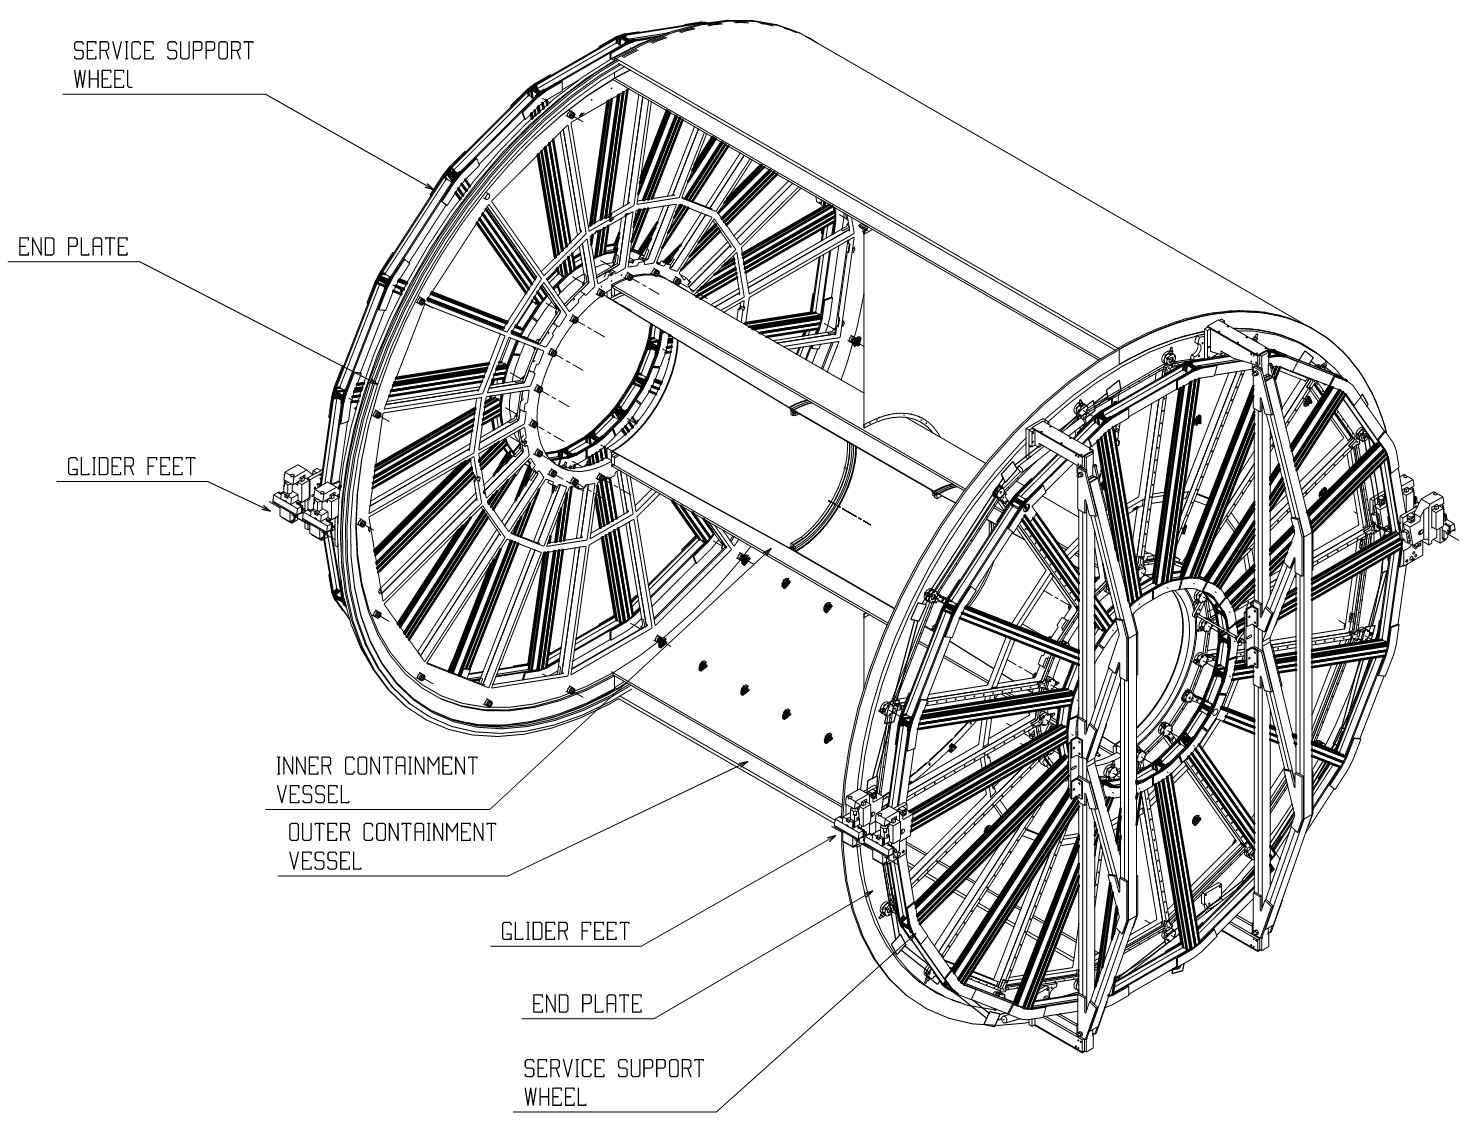 SERVICE SUPPORT
WHEEL
END PLATE
GLIDER FEET
INNER CONTAINMENT
VESSEL
OUTER CONTAINMENT
VESSEL
GLIDER FEET
END PLATE
SERVICE SUPPORT
WHEEL